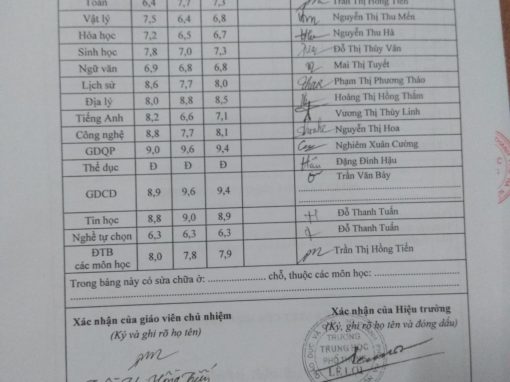 Toán 6,4 7,7 7,3 Trần Thị Hồng Tiến
Vật lý 7,5 6,4 6,8 Nguyễn Thị Thu Mến
Hóa học 7,2 6,5 6,7 Nguyễn Thu Hà
Sinh học 7,8 7,0 7,3 Đỗ Thị Thùy Vân
Ngữ văn 6,9 6,8 6,8 Mai Thị Tuyết
Lịch sử 8,6 7,7 8,0 Phạm Thị Phương Thảo
Địa lý 8,0 8,8 8,5 Hoàng Thị Hồng Thắm
Tiếng Anh 8,2 6,6 7,1 Vương Thị Thùy Linh
Công nghệ 8,8 7,7 8,1 Nguyễn Thị Hoa
GDQP 9,0 9,6 9,4 Nghiêm Xuân Cường
Thể dục Đ Đ Đ Đặng Đình Hậu
GDCD 8,9 9,6 9,4 Trần Văn Bảy
Tin học 8,8 9,0 8,9 Đỗ Thanh Tuấn
Nghề tự chọn 6,3 6,3 6,3 Đỗ Thanh Tuấn
ĐTB
các môn học 8,0 7,8 7,9 Trần Thị Hồng Tiến
Trong bảng này có sửa chữa ở: chỗ, thuộc các môn học:
Xác nhận của giáo viên chủ nhiệm
(Ký và ghi rõ họ tên)
Xác nhận của Hiệu trưởng
(Ký, ghi rõ họ tên và đóng dấu)
TRƯỜNG
TRUNG HỌC
LÊ LỢI